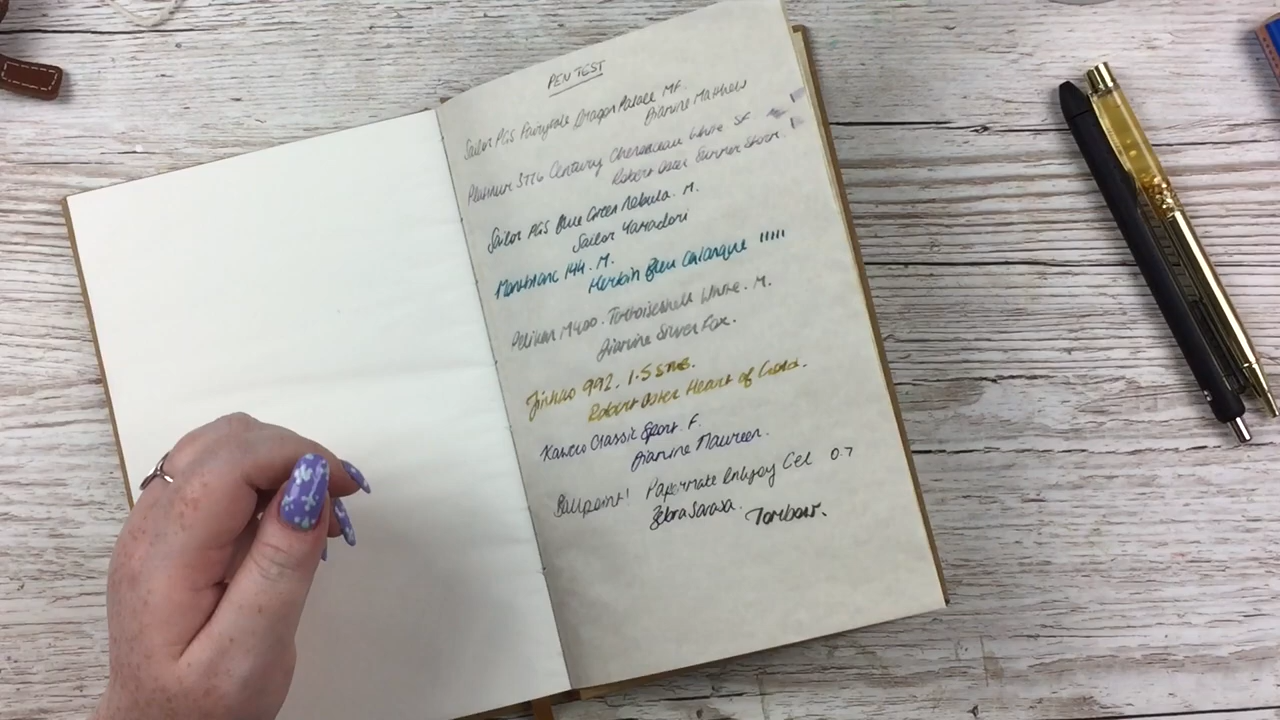 PEN TEST
Sailor PGS Fairytale Dragon Palace MF.
Diamine Matthew
Platinum 3776 Century Chenonceau White SF
Robert Oster Summer Storm.
Sailor PGS Blue Green Nebula. M.
Sailor Yamadori
Montblanc 144. M.
Herbin Bleu Calanque
Pelikan M400. Tortoiseshell White. M.
Diamine Silver Fox.
Jinhao 992. 1.5 STUB.
Robert Oster Heart of Gold.
Kaweco Classic Sport. F.
Diamine Maureen.
Ballpoint! Papermate Inkjoy Gel 0.7
Zebra Sarasa. Tombow.